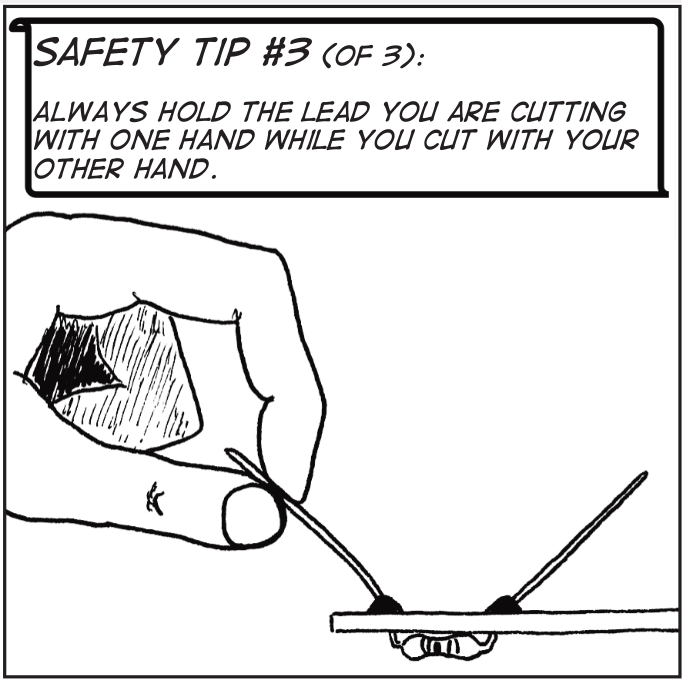 SAFETY TIP #3 (OF 3):
ALWAYS HOLD THE LEAD YOU ARE CUTTING
WITH ONE HAND WHILE YOU CUT WITH YOUR
OTHER HAND.